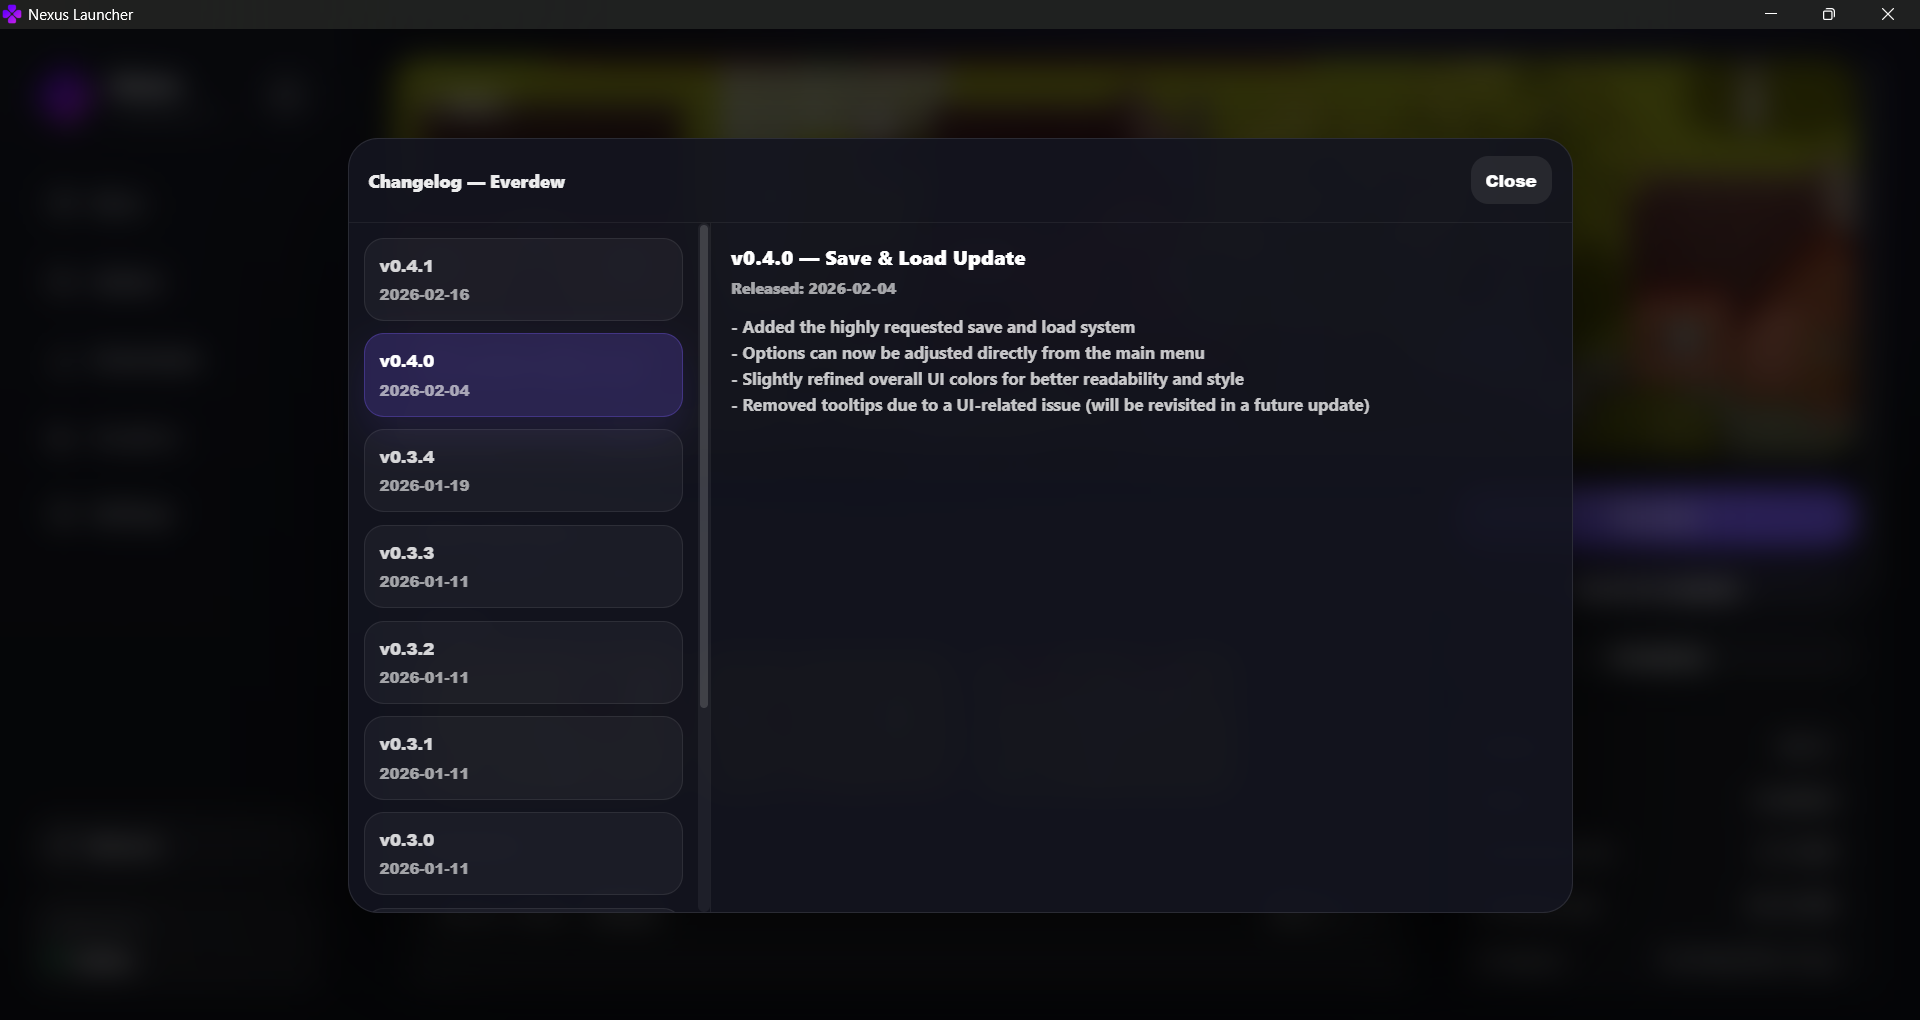 Nexus Launcher
Changelog — Everdew
Close
v0.4.1
2026-02-16
v0.4.0
2026-02-04
v0.3.4
2026-01-19
v0.3.3
2026-01-11
v0.3.2
2026-01-11
v0.3.1
2026-01-11
v0.3.0
2026-01-11
v0.4.0 — Save & Load Update
Released: 2026-02-04
- Added the highly requested save and load system
- Options can now be adjusted directly from the main menu
- Slightly refined overall UI colors for better readability and style
- Removed tooltips due to a UI-related issue (will be revisited in a future update)